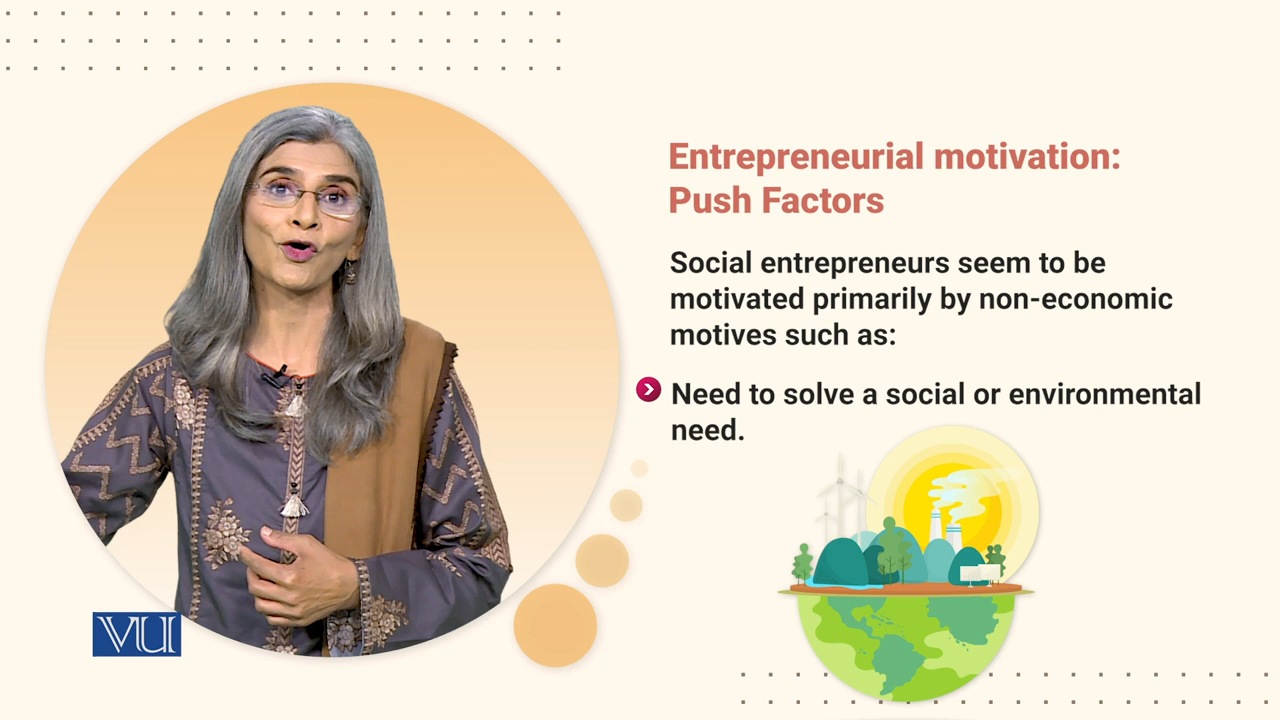 Entrepreneurial motivation:
Push Factors
Social entrepreneurs seem to be
motivated primarily by non-economic
motives such as:
Need to solve a social or environmental
need.
VU